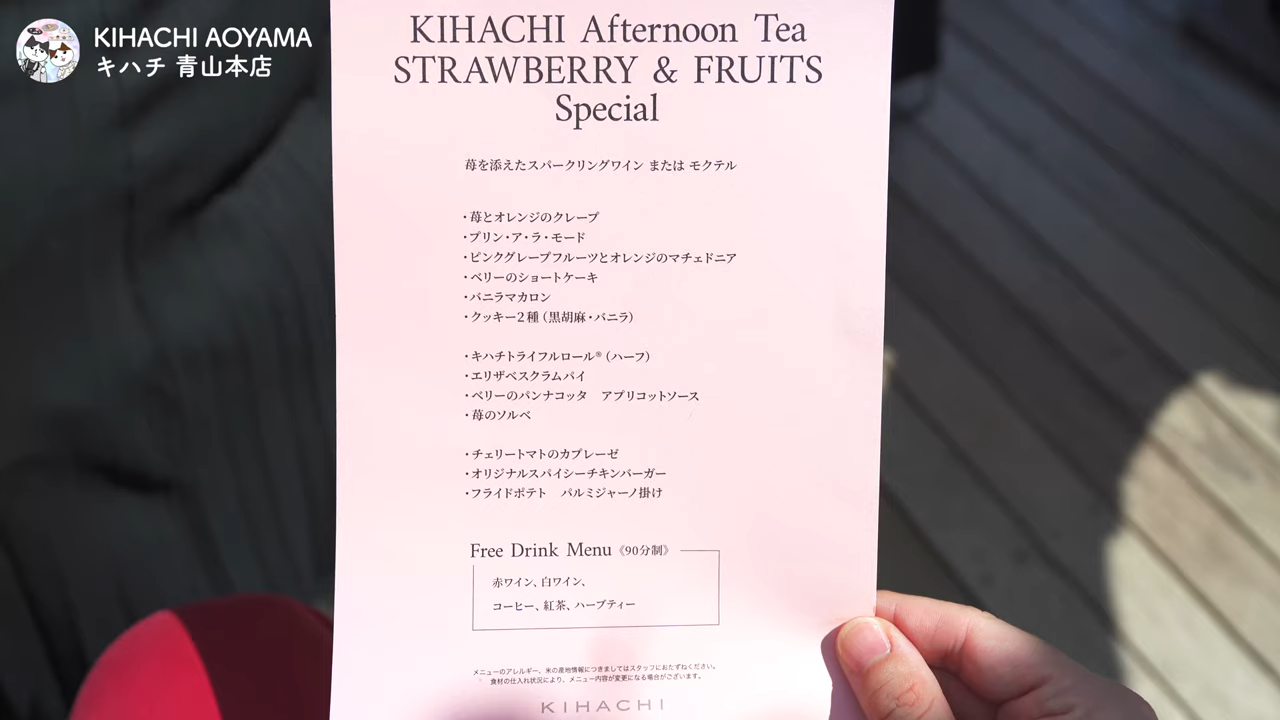 KIHACHI AOYAMA
キハチ 青山本店
KIHACHI Afternoon Tea
STRAWBERRY & FRUITS
Special
苺を添えたスパークリングワイン または モクテル
・苺とオレンジのクレープ
・プリン・ア・ラ・モード
・ピンクグレープフルーツとオレンジのマチェドニア
・ベリーのショートケーキ
・バニラマカロン
・クッキー2種（黒胡麻・バニラ）
・キハチトライフルロール®（ハーフ）
・エリザベスクラムパイ
・ベリーのパンナコッタ　アプリコットソース
・苺のソルベ
・チェリートマトのカプレーゼ
・オリジナルスパイシーチキンバーガー
・フライドポテト　パルミジャーノ掛け
Free Drink Menu《90分制》
赤ワイン、白ワイン、
コーヒー、紅茶、ハーブティー
メニューのアレルギー、米の産地情報につきましてはスタッフにおたずねください。
食材の仕入れ状況により、メニュー内容が変更になる場合がございます。
KIHACHI